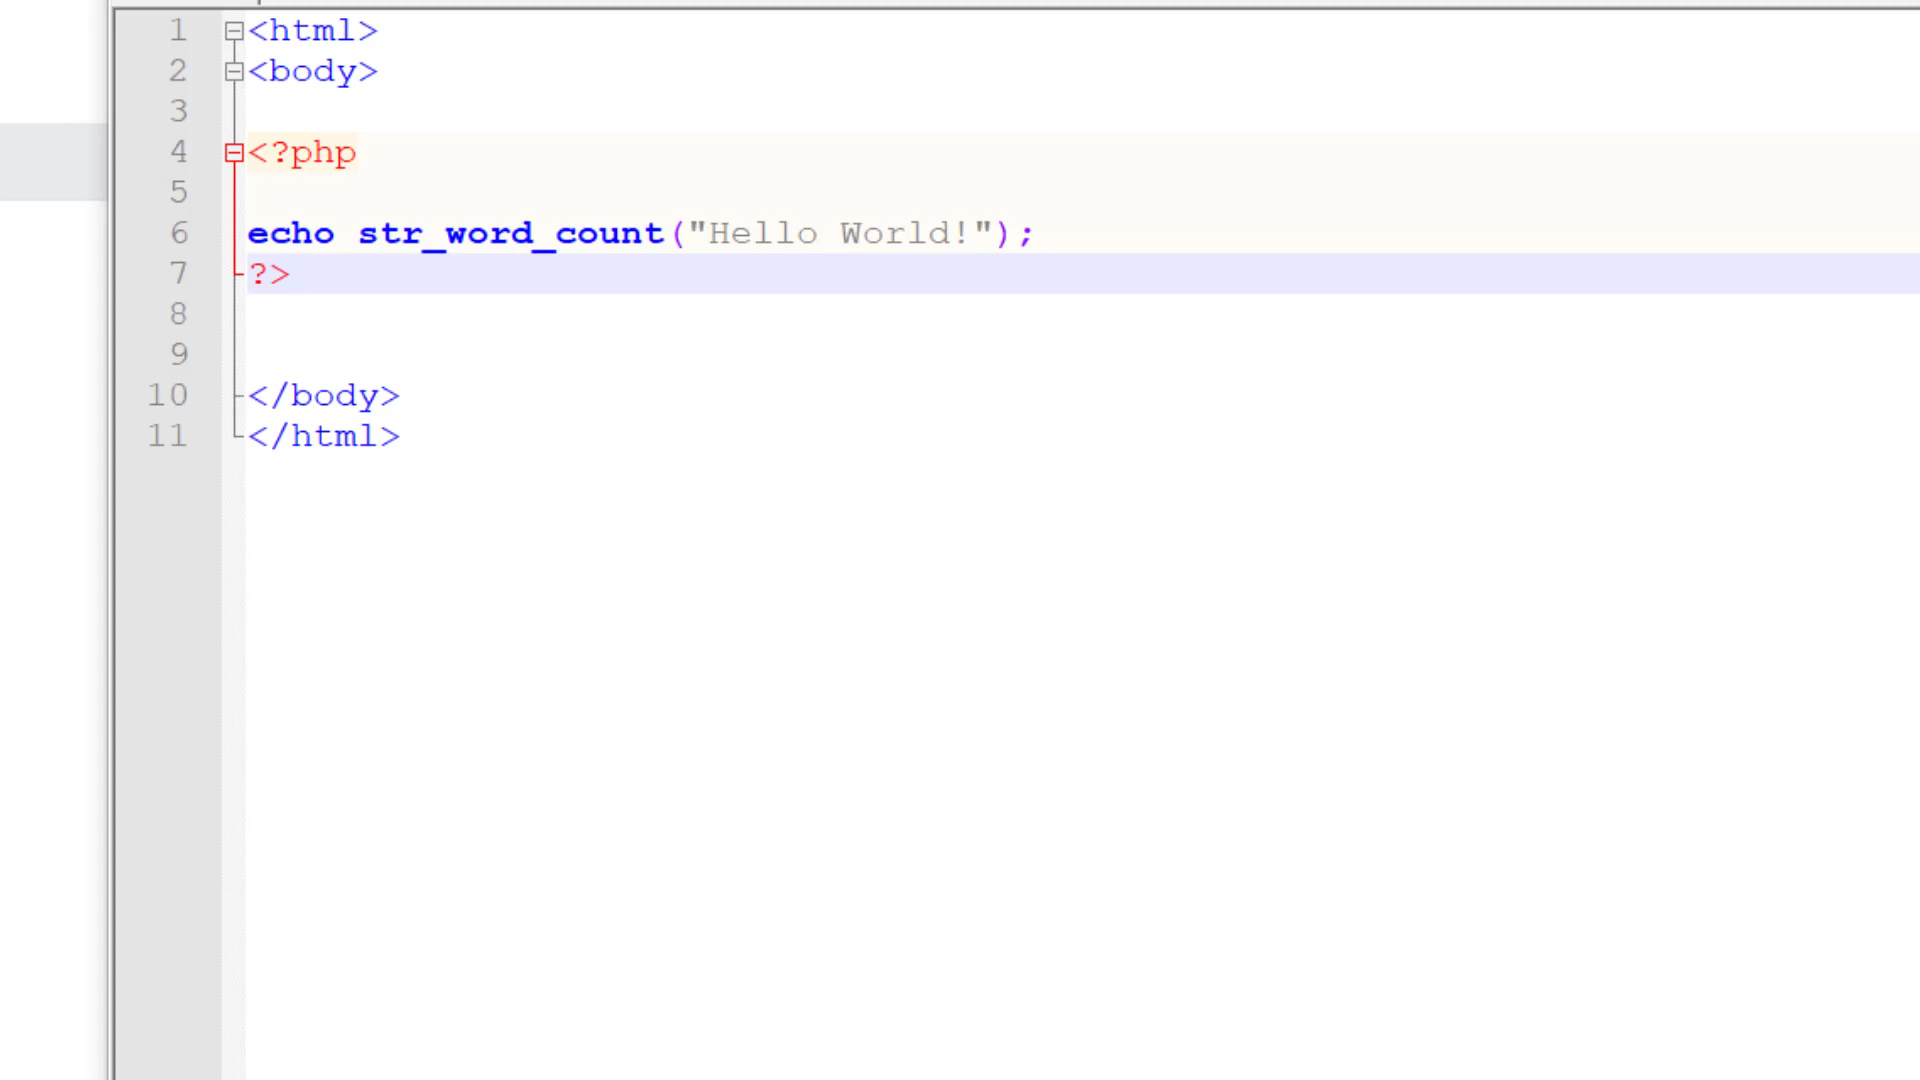 1 <html>
2 <body>
3
4 <?php
5
6 echo str_word_count("Hello World!");
7 ?>
8
9
10 </body>
11 </html>